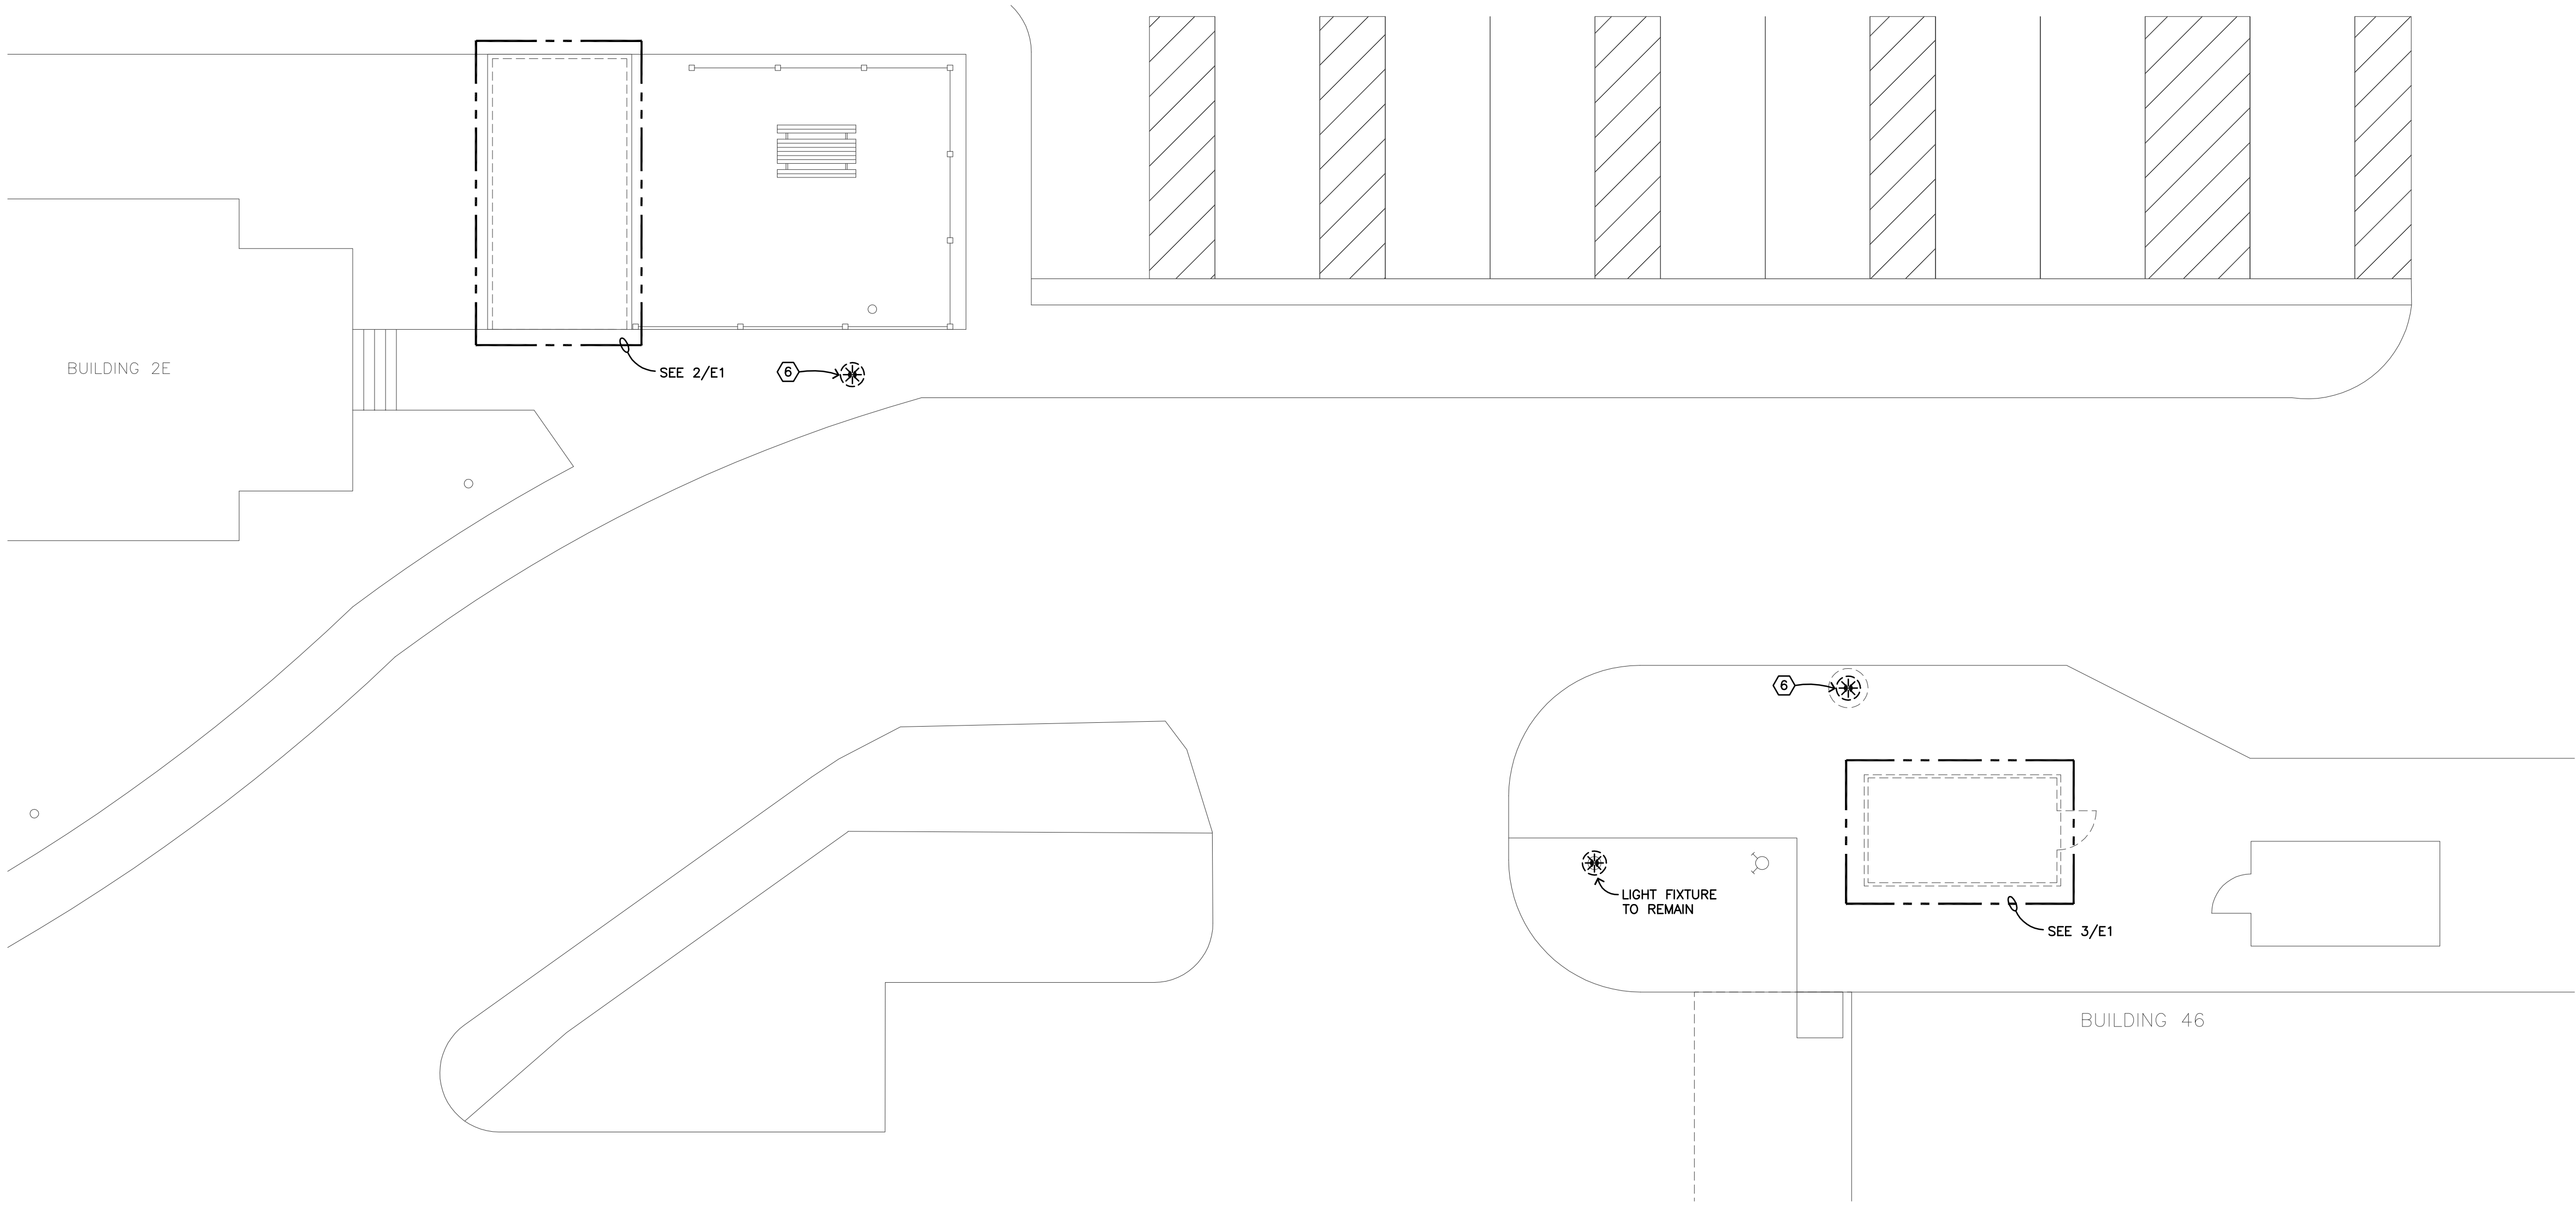 BUILDING 2E
SEE 2/E1
6
6
LIGHT FIXTURE
TO REMAIN
SEE 3/E1
BUILDING 46